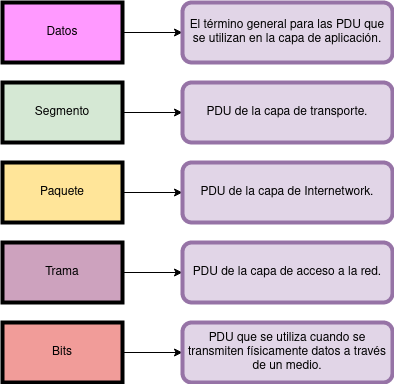 Datos
El término general para las PDU que
se utilizan en la capa de aplicación.
Segmento
PDU de la capa de transporte.
Paquete
PDU de la capa de Internetwork.
Trama
PDU de la capa de acceso a la red.
Bits
PDU que se utiliza cuando se
transmiten físicamente datos a través
de un medio.